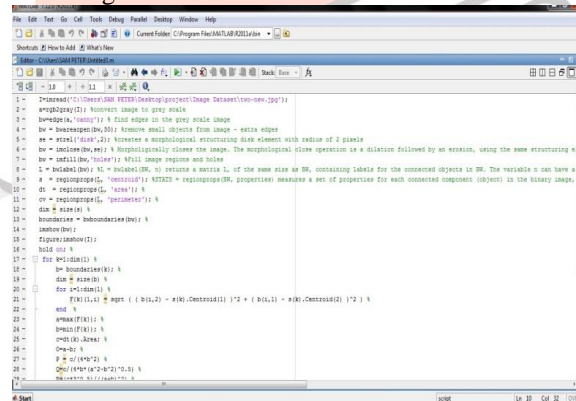 File Edit Text Go Cell Tools Debug Parallel Desktop Window Help
Current Folder: C:\Program Files\MATLAB\R2011a\bin
Shortcuts How to Add What's New
Editor - C:\Users\SAM PETER\Untitled3.m
Stack: Base
- 1.0 + ÷ 1.1 ×
1 - I=imread('C:\Users\SAM PETER\Desktop\project\Image Dataset\two-new.jpg');
2 - a=rgb2gray(I); %convert image to grey scale
3 - bw=edge(a,'canny'); % find edges in the grey scale image
4 - bw = bwareaopen(bw,30); %remove small objects from image - extra edges
5 - se = strel('disk',2); %creates a morphological structuring disk element with radius of 2 pixels
6 - bw = imclose(bw,se); % Morphologically closes the image. The morphological close operation is a dilation followed by an erosion, using the same structuring e
7 - bw = imfill(bw,'holes'); %Fill image regions and holes
8 - L = bwlabel(bw); %L = bwlabel(BW, n) returns a matrix L, of the same size as BW, containing labels for the connected objects in BW. The variable n can have a
9 - s = regionprops(L, 'centroid'); %STATS = regionprops(BW, properties) measures a set of properties for each connected component (object) in the binary image,
10 - dt = regionprops(L, 'area'); %
11 - cv = regionprops(L, 'perimeter'); %
12 - dim = size(s) %
13 - boundaries = bwboundaries(bw); %
14 - imshow(bw);
15 - figure;imshow(I);
16 - hold on; %
17 - for k=1:dim(1) %
18 - b= boundaries{k}; %
19 - dim = size(b) %
20 - for i=1:dim(1) %
21 - F{k}(1,i) = sqrt ( ( b(i,2) - s(k).Centroid(1) )^2 + ( b(i,1) - s(k).Centroid(2) )^2 ) %
22 - end %
23 - a=max(F{k}); %
24 - b=min(F{k}); %
25 - c=dt(k).Area; %
26 - O=a-b; %
27 - P = c/(4*b^2) %
28 - Q=c/(4*b*(a^2-b^2)^0.5) %
29 -
Start script Ln 10 Col 32 OVR